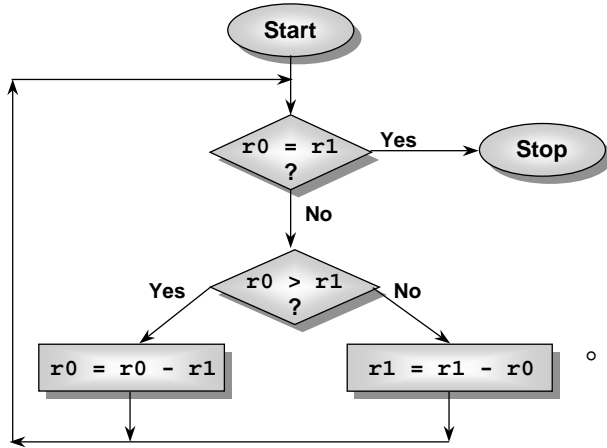 Start
r0 = r1
?
Yes
Stop
No
r0 > r1
?
Yes
No
r0 = r0 - r1
r1 = r1 - r0